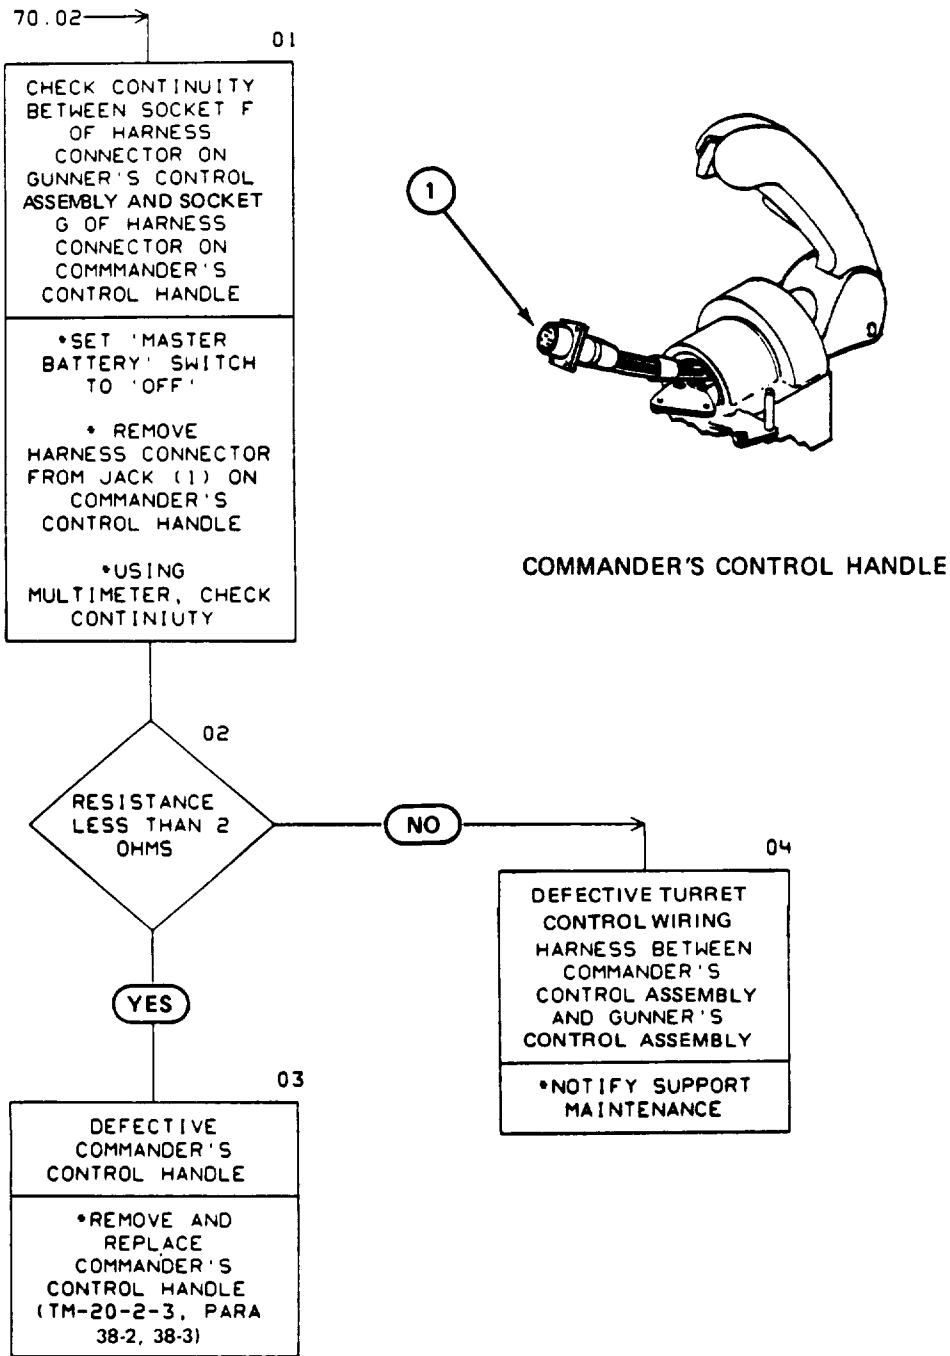 70.02
01
CHECK CONTINUITY
BETWEEN SOCKET F
OF HARNESS
CONNECTOR ON
GUNNER'S CONTROL
ASSEMBLY AND SOCKET
G OF HARNESS
CONNECTOR ON
COMMMANDER'S
CONTROL HANDLE
•SET 'MASTER
BATTERY' SWITCH
TO 'OFF'
• REMOVE
HARNESS CONNECTOR
FROM JACK (1) ON
COMMANDER'S
CONTROL HANDLE
•USING
MULTIMETER, CHECK
CONTINIUTY
1
COMMANDER'S CONTROL HANDLE
02
RESISTANCE
LESS THAN 2
OHMS
NO
YES
04
DEFECTIVE TURRET
CONTROL WIRING
HARNESS BETWEEN
COMMANDER'S
CONTROL ASSEMBLY
AND GUNNER'S
CONTROL ASSEMBLY
•NOTIFY SUPPORT
MAINTENANCE
03
DEFECTIVE
COMMANDER'S
CONTROL HANDLE
•REMOVE AND
REPLACE
COMMANDER'S
CONTROL HANDLE
(TM-20-2-3, PARA
38-2, 38-3)